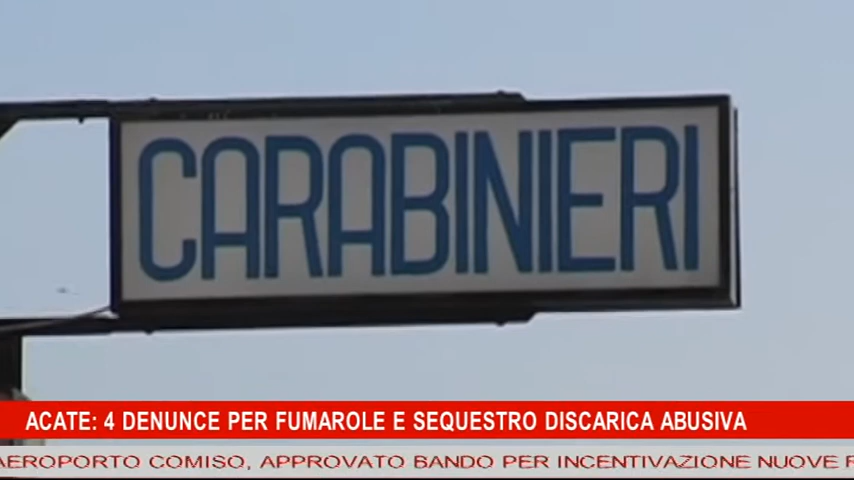 CARABINIERI
ACATE: 4 DENUNCE PER FUMAROLE E SEQUESTRO DISCARICA ABUSIVA
AEROPORTO COMISO, APPROVATO BANDO PER INCENTIVAZIONE NUOVE